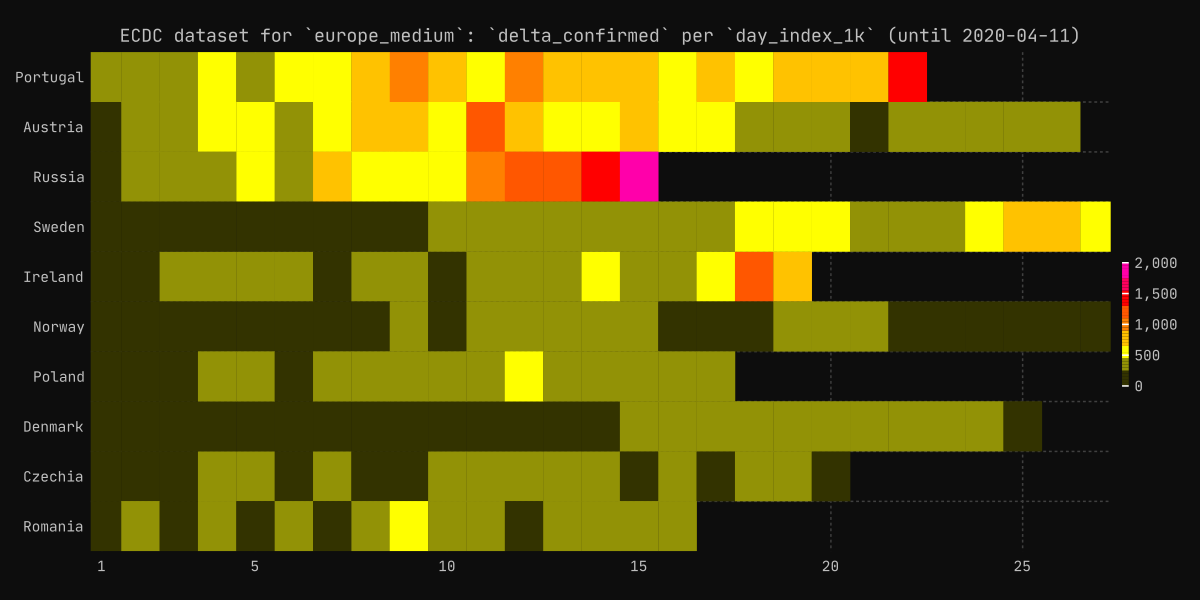 ECDC dataset for `europe_medium`: `delta_confirmed` per `day_index_1k` (until 2020-04-11)
Portugal
Austria
Russia
Sweden
Ireland
Norway
Poland
Denmark
Czechia
Romania
2,000
1,500
1,000
500
0
1 5 10 15 20 25